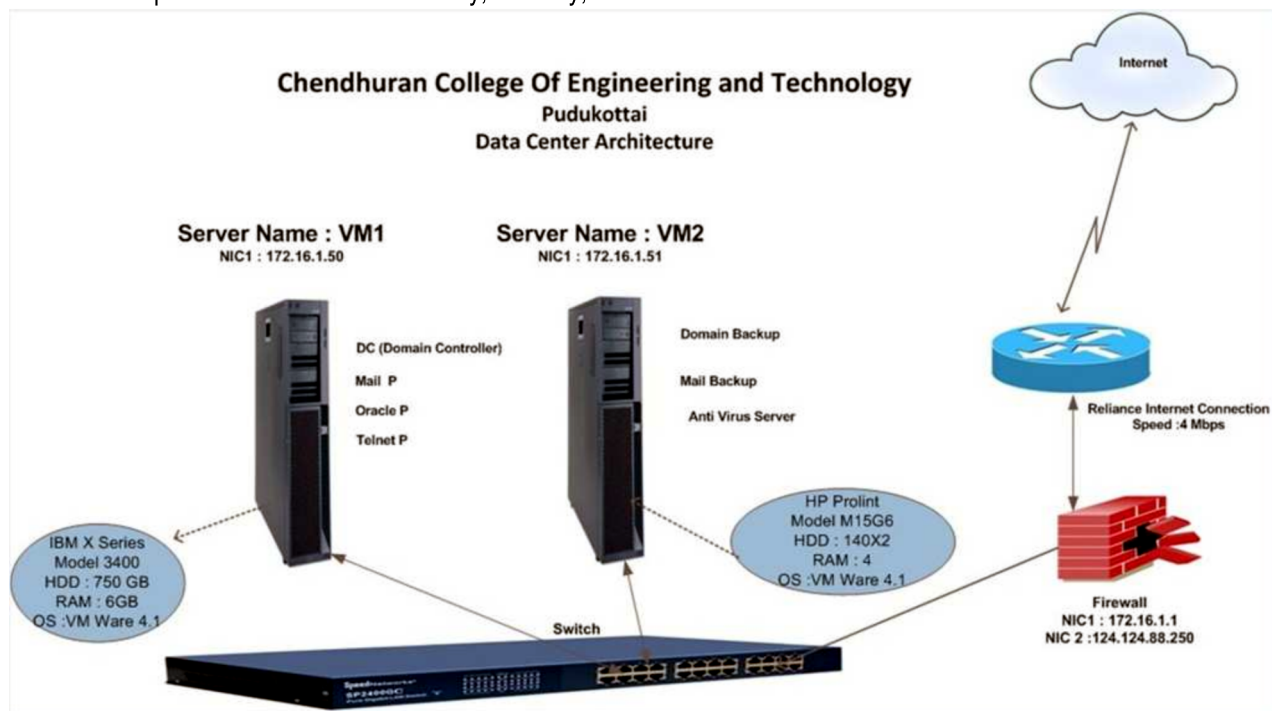 Chendhuran College Of Engineering and Technology
Pudukottai
Data Center Architecture
Internet
Server Name : VM1
NIC1 : 172.16.1.50
Server Name : VM2
NIC1 : 172.16.1.51
DC (Domain Controller)
Mail P
Oracle P
Telnet P
Domain Backup
Mail Backup
Anti Virus Server
Reliance Internet Connection
Speed :4 Mbps
IBM X Series
Model 3400
HDD : 750 GB
RAM : 6GB
OS :VM Ware 4.1
HP Prolint
Model M15G6
HDD : 140X2
RAM : 4
OS :VM Ware 4.1
Firewall
NIC1 : 172.16.1.1
NIC 2 :124.124.88.250
Switch
SP2400GC